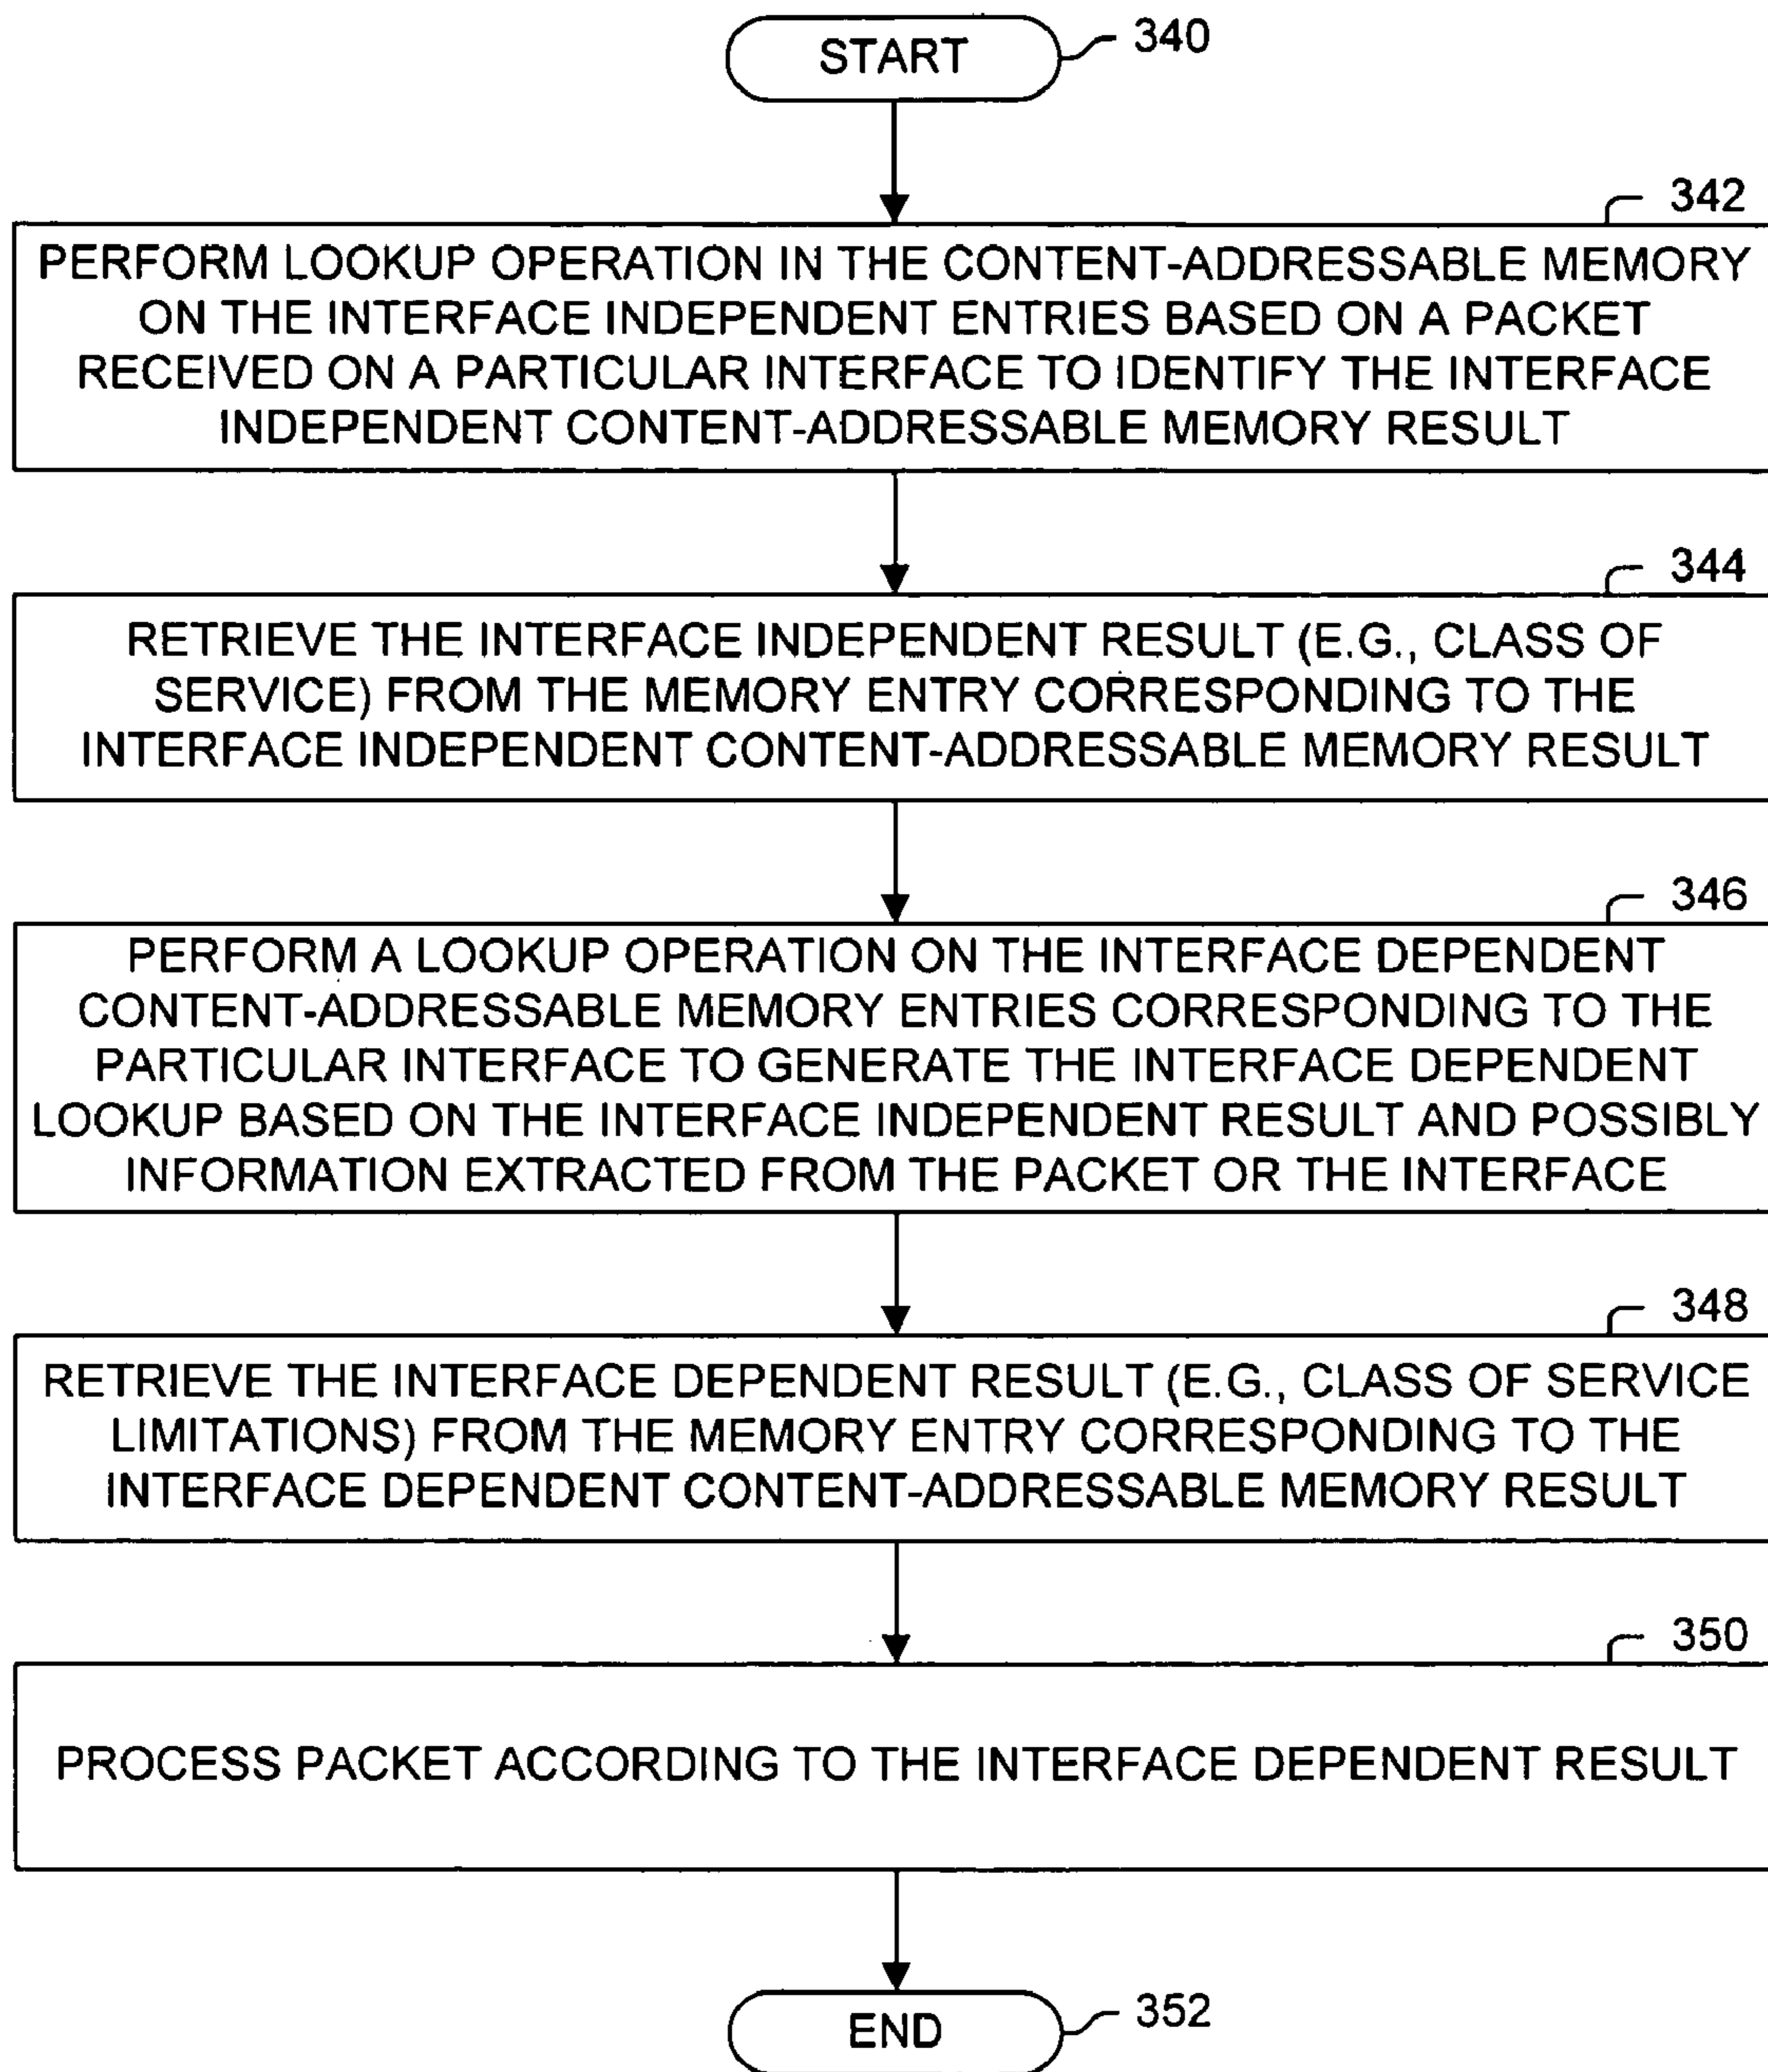 START
340
342
PERFORM LOOKUP OPERATION IN THE CONTENT-ADDRESSABLE MEMORY
ON THE INTERFACE INDEPENDENT ENTRIES BASED ON A PACKET
RECEIVED ON A PARTICULAR INTERFACE TO IDENTIFY THE INTERFACE
INDEPENDENT CONTENT-ADDRESSABLE MEMORY RESULT
344
RETRIEVE THE INTERFACE INDEPENDENT RESULT (E.G., CLASS OF
SERVICE) FROM THE MEMORY ENTRY CORRESPONDING TO THE
INTERFACE INDEPENDENT CONTENT-ADDRESSABLE MEMORY RESULT
346
PERFORM A LOOKUP OPERATION ON THE INTERFACE DEPENDENT
CONTENT-ADDRESSABLE MEMORY ENTRIES CORRESPONDING TO THE
PARTICULAR INTERFACE TO GENERATE THE INTERFACE DEPENDENT
LOOKUP BASED ON THE INTERFACE INDEPENDENT RESULT AND POSSIBLY
INFORMATION EXTRACTED FROM THE PACKET OR THE INTERFACE
348
RETRIEVE THE INTERFACE DEPENDENT RESULT (E.G., CLASS OF SERVICE
LIMITATIONS) FROM THE MEMORY ENTRY CORRESPONDING TO THE
INTERFACE DEPENDENT CONTENT-ADDRESSABLE MEMORY RESULT
350
PROCESS PACKET ACCORDING TO THE INTERFACE DEPENDENT RESULT
END
352